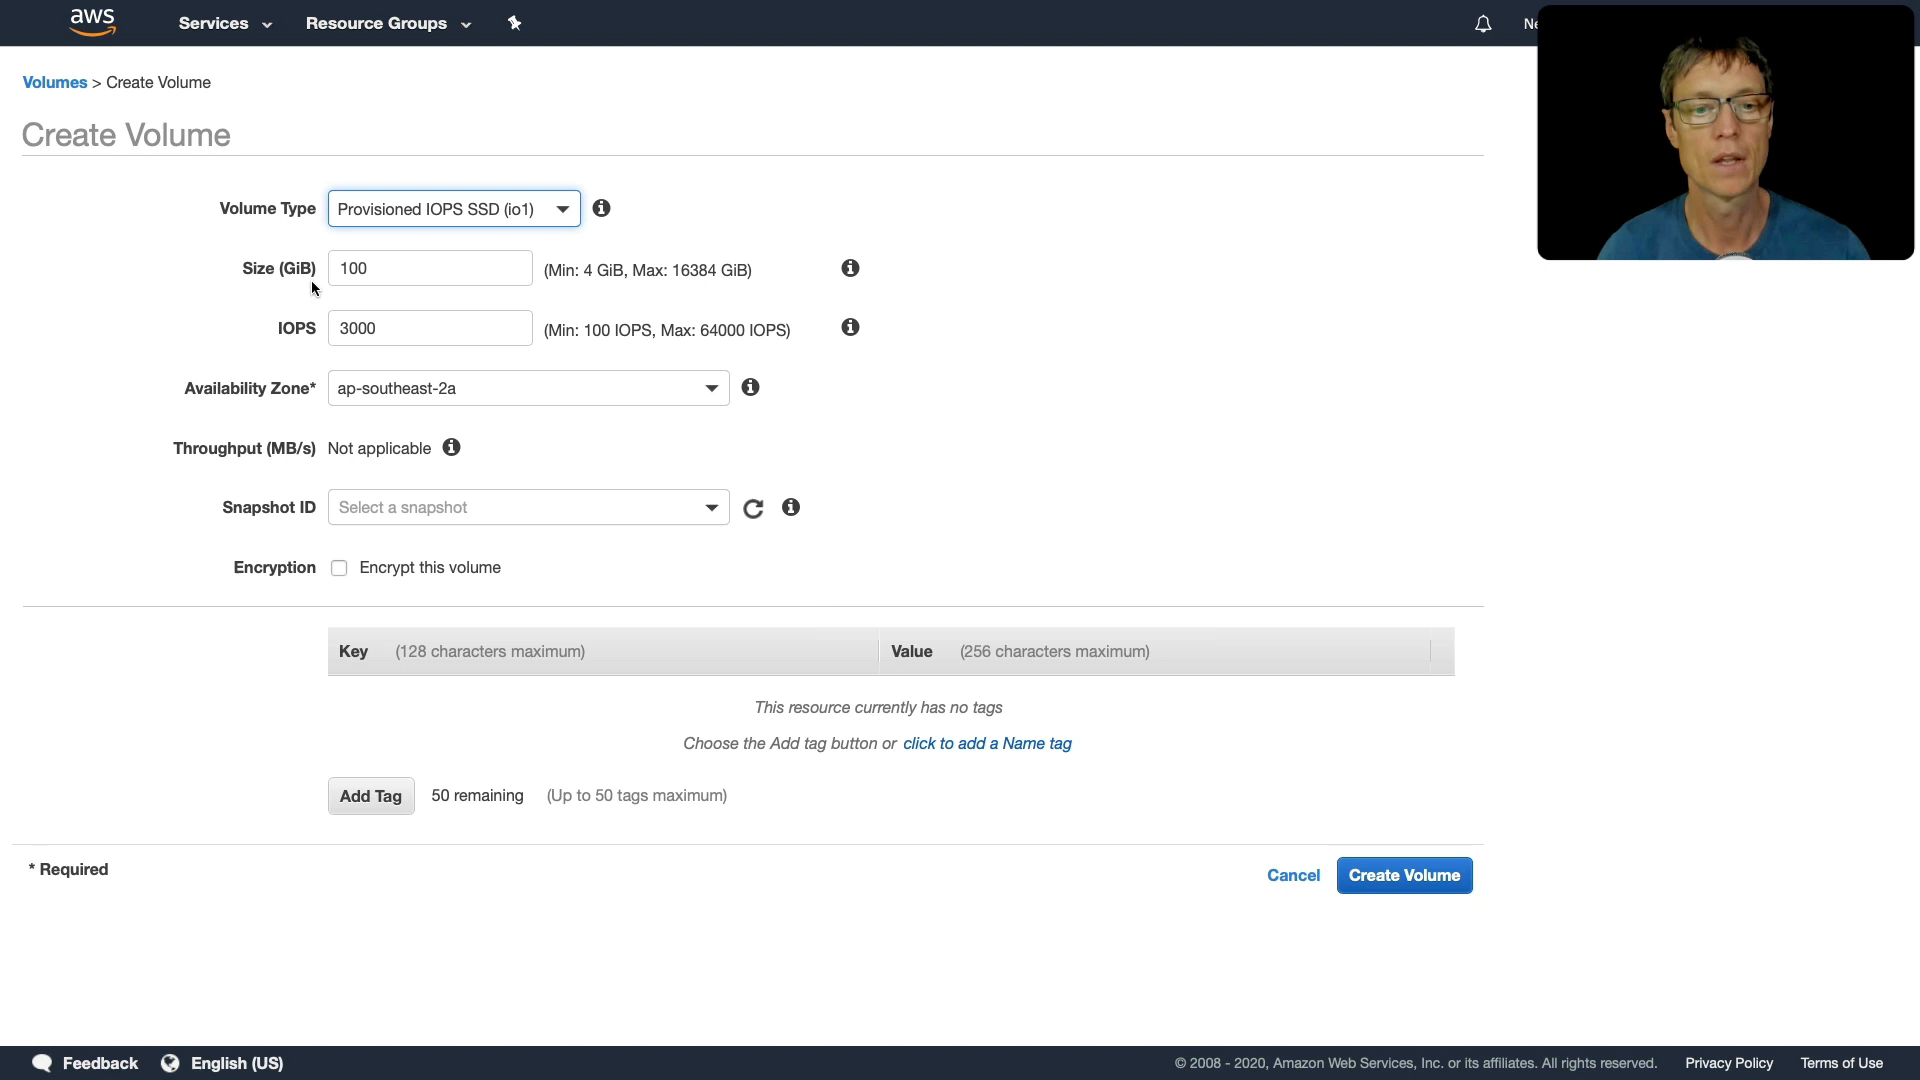 aws Services Resource Groups
Volumes > Create Volume
Create Volume
Volume Type Provisioned IOPS SSD (io1)
Size (GiB) 100 (Min: 4 GiB, Max: 16384 GiB)
IOPS 3000 (Min: 100 IOPS, Max: 64000 IOPS)
Availability Zone* ap-southeast-2a
Throughput (MB/s) Not applicable
Snapshot ID Select a snapshot
Encryption Encrypt this volume
Key (128 characters maximum) Value (256 characters maximum)
This resource currently has no tags
Choose the Add tag button or click to add a Name tag
Add Tag 50 remaining (Up to 50 tags maximum)
* Required
Cancel Create Volume
Feedback English (US) © 2008 - 2020, Amazon Web Services, Inc. or its affiliates. All rights reserved. Privacy Policy Terms of Use